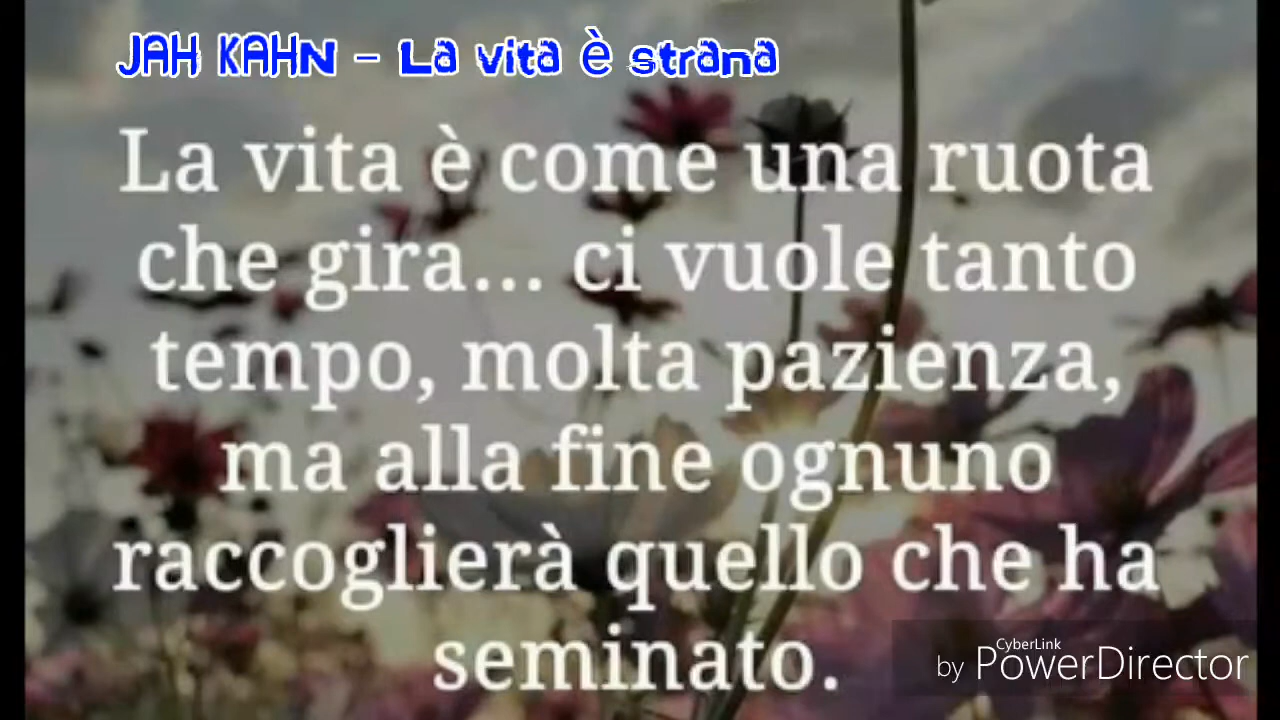 JAH KAHN - La vita è strana
La vita è come una ruota
che gira... ci vuole tanto
tempo, molta pazienza,
ma alla fine ognuno
raccoglierà quello che ha
seminato.
CyberLink
by PowerDirector